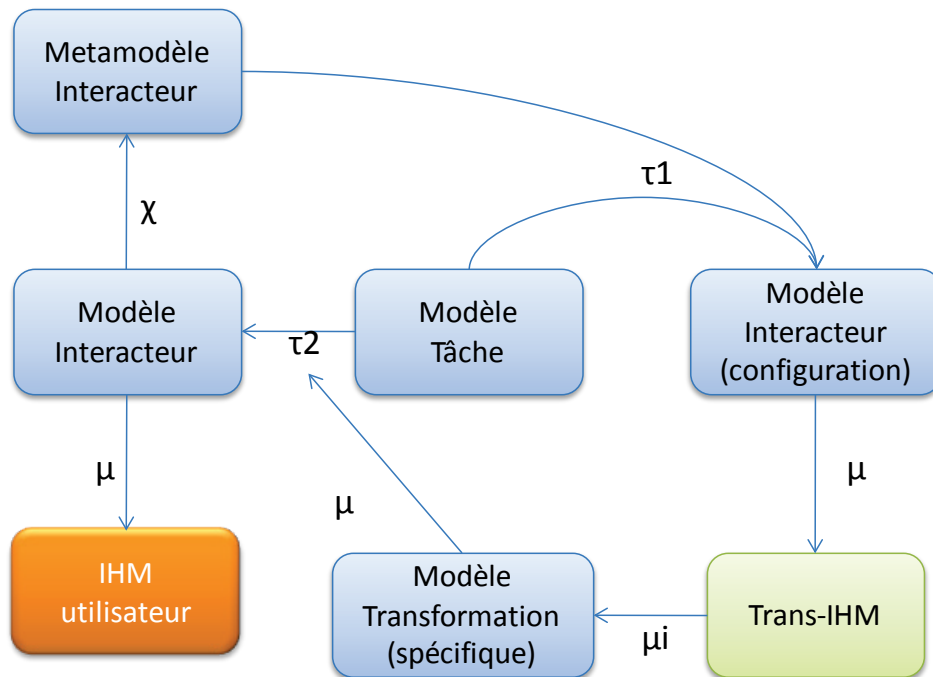 Metamodèle
Interacteur
τ1
χ
Modèle
Interacteur
τ2
Modèle
Tâche
Modèle
Interacteur
(configuration)
μ
μ
μ
IHM
utilisateur
Modèle
Transformation
(spécifique)
μi
Trans-IHM